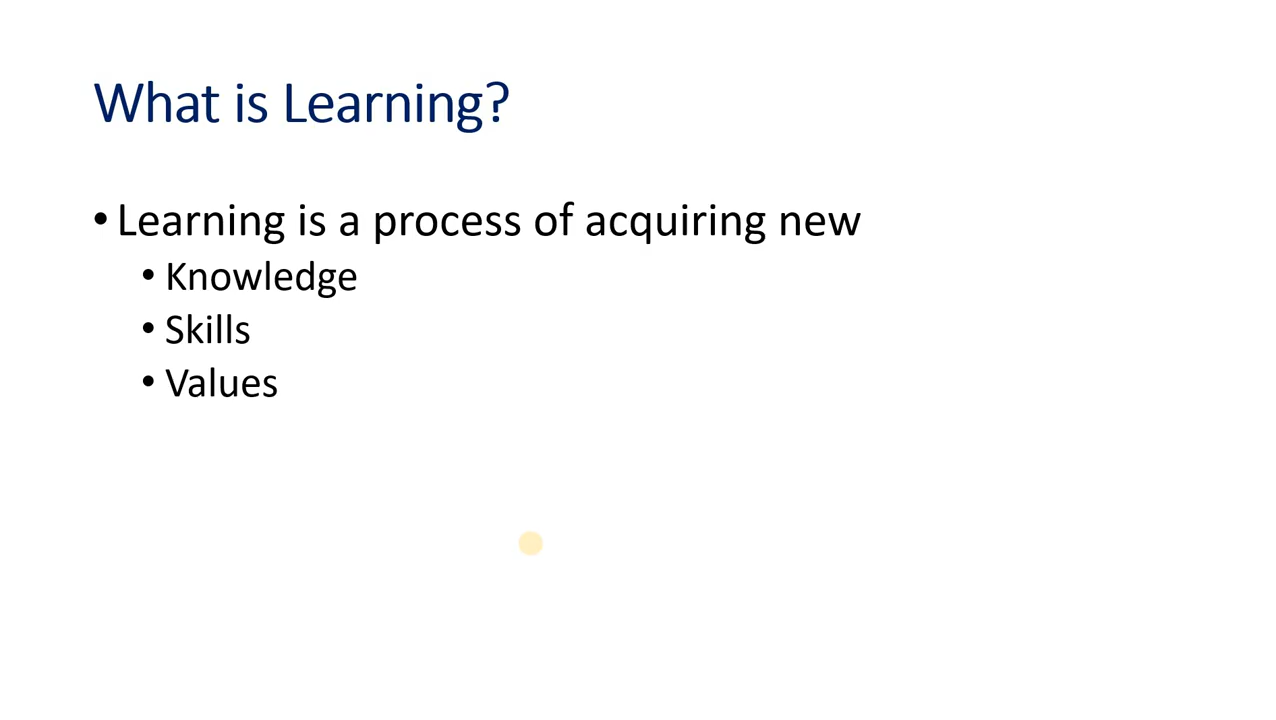 What is Learning?
• Learning is a process of acquiring new
• Knowledge
• Skills
• Values